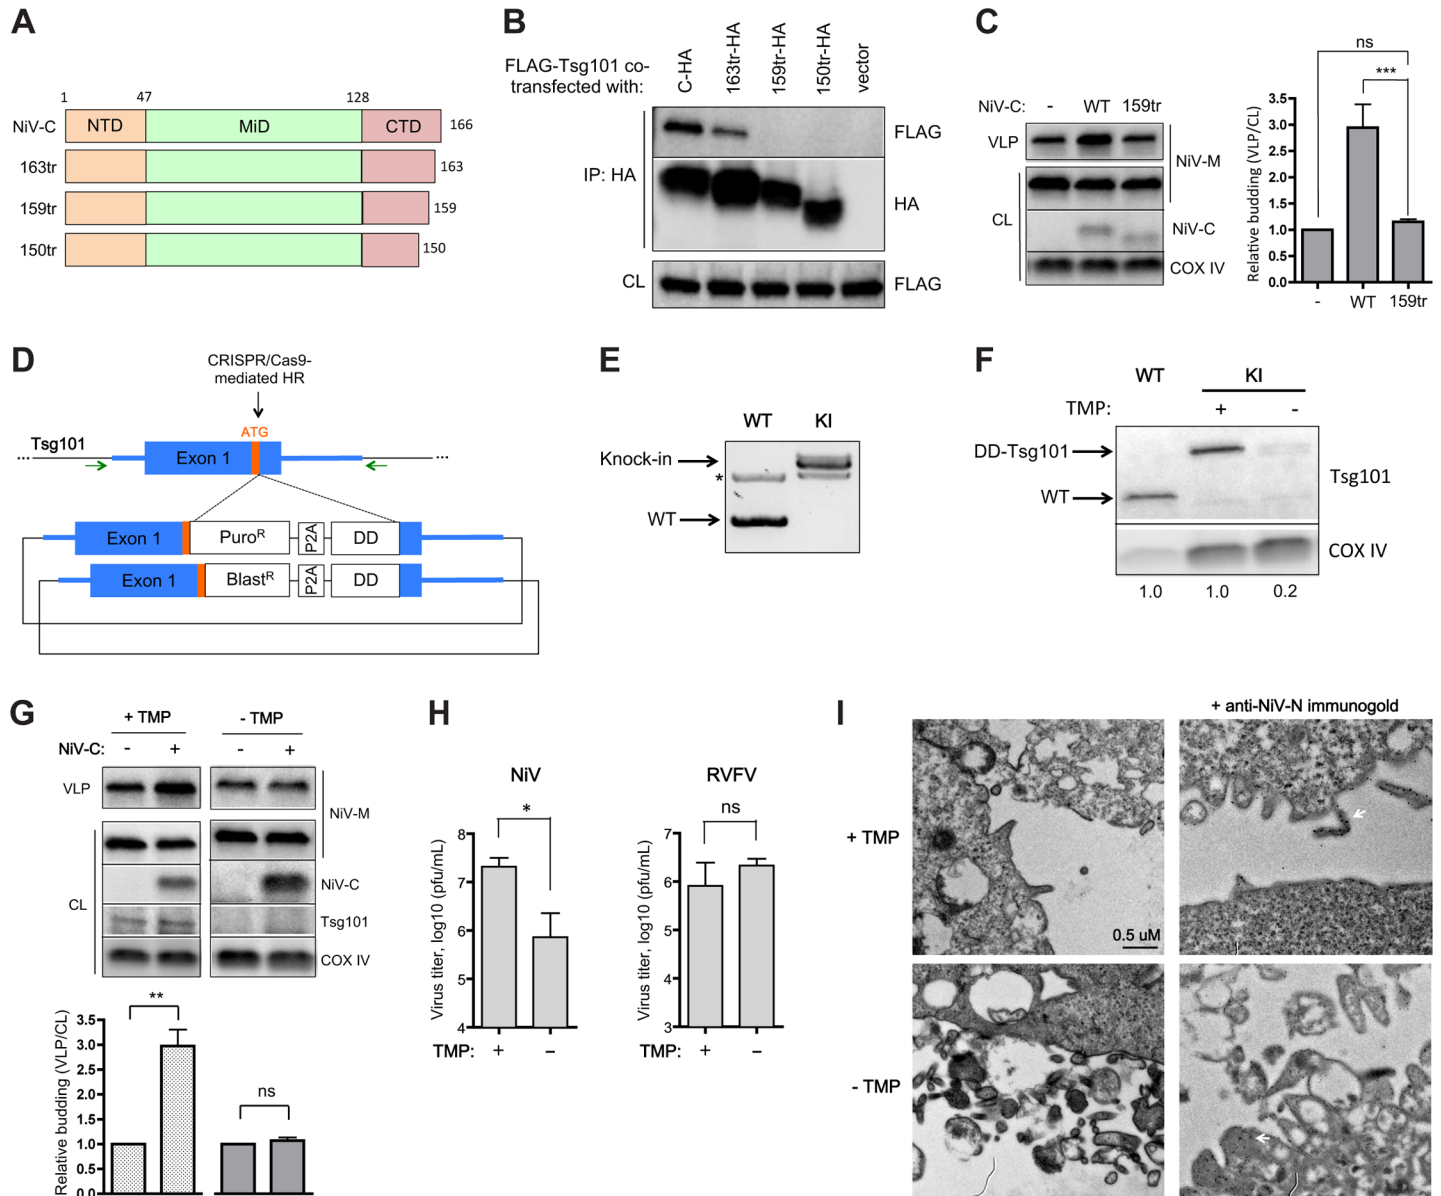 A
1 47 128
NiV-C NTD MiD CTD 166
163tr 163
159tr 159
150tr 150
B
FLAG-Tsg101 co-
transfected with:
C-HA
163tr-HA
159tr-HA
150tr-HA
vector
FLAG
IP: HA
HA
CL FLAG
C
NiV-C: - WT 159tr
VLP
NiV-M
CL
NiV-C
COX IV
ns
***
Relative budding (VLP/CL)
3.5
3.0
2.5
2.0
1.5
1.0
0.5
0.0
- WT 159tr
D
CRISPR/Cas9-
mediated HR
ATG
Tsg101
... Exon 1 ...
Exon 1 PuroR P2A DD
Exon 1 BlastR P2A DD
E
WT KI
Knock-in
*
WT
F
WT KI
TMP: + -
DD-Tsg101
Tsg101
WT
COX IV
1.0 1.0 0.2
G
+ TMP - TMP
NiV-C: - + - +
VLP
NiV-M
CL
NiV-C
Tsg101
COX IV
**
ns
Relative budding (VLP/CL)
3.5
3.0
2.5
2.0
1.5
1.0
0.5
0.0
H
NiV
*
Virus titer, log10 (pfu/mL)
8
7
6
5
4
TMP: + −
RVFV
ns
Virus titer, log10 (pfu/mL)
7
6
5
4
3
TMP: + −
I
+ anti-NiV-N immunogold
+ TMP
0.5 uM
- TMP